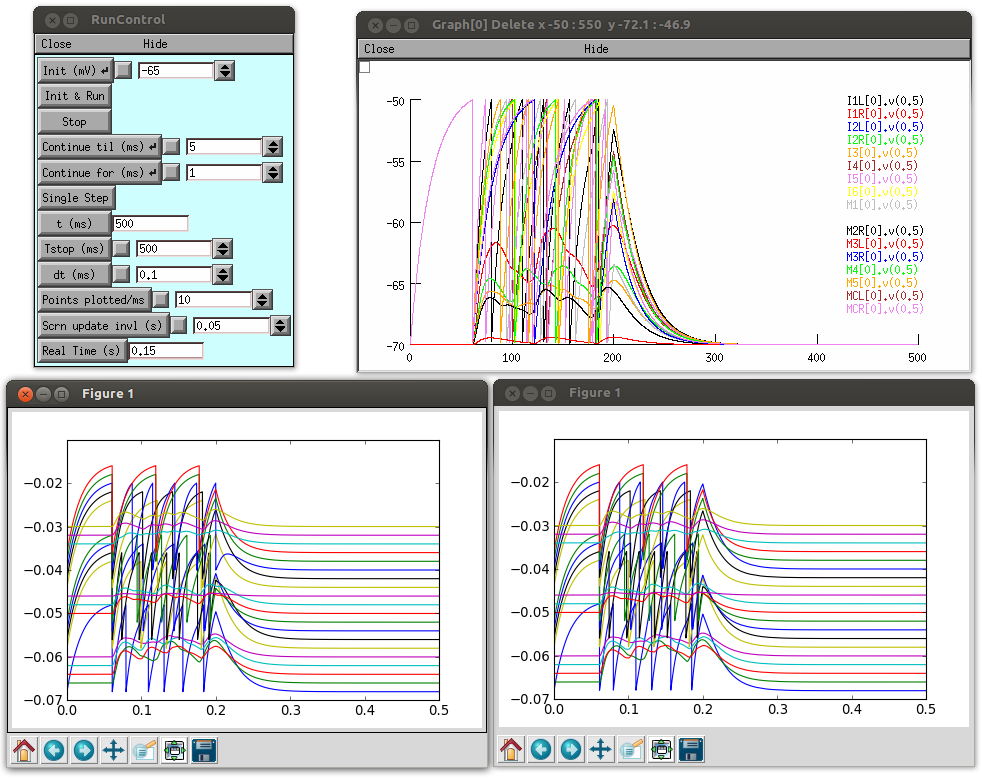 RunControl
Close Hide
Init (mV) ↵ -65
Init & Run
Stop
Continue til (ms) ↵ 5
Continue for (ms) ↵ 1
Single Step
t (ms) 500
Tstop (ms) 500
dt (ms) 0.1
Points plotted/ms 10
Scrn update invl (s) 0.05
Real Time (s) 0.15
Graph[0] Delete x -50 : 550 y -72.1 : -46.9
Close Hide
-50
-55
-60
-65
-70
0 100 200 300 400 500
I1L[0].v(0.5)
I1R[0].v(0.5)
I2L[0].v(0.5)
I2R[0].v(0.5)
I3[0].v(0.5)
I4[0].v(0.5)
I5[0].v(0.5)
I6[0].v(0.5)
M1[0].v(0.5)
M2R[0].v(0.5)
M3L[0].v(0.5)
M3R[0].v(0.5)
M4[0].v(0.5)
M5[0].v(0.5)
MCL[0].v(0.5)
MCR[0].v(0.5)
Figure 1
−0.02
−0.03
−0.04
−0.05
−0.06
−0.07
0.0 0.1 0.2 0.3 0.4 0.5
Figure 1
−0.02
−0.03
−0.04
−0.05
−0.06
−0.07
0.0 0.1 0.2 0.3 0.4 0.5